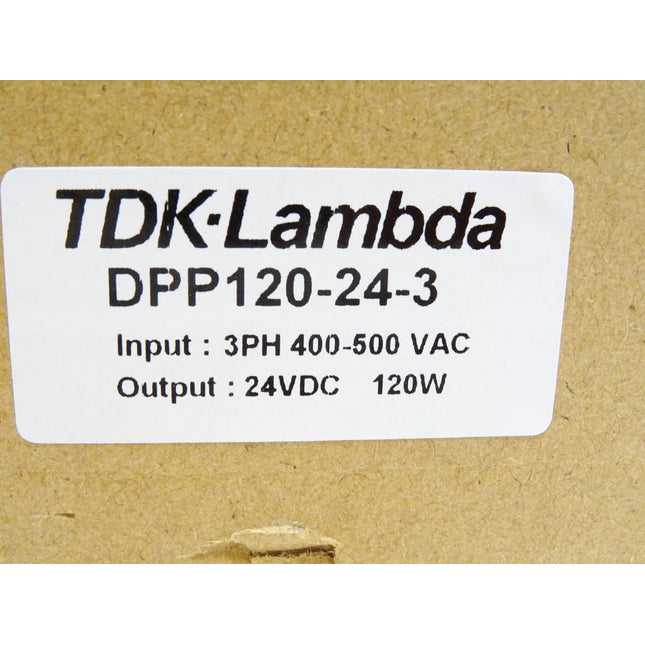 TDK·Lambda
DPP120-24-3
Input : 3PH 400-500 VAC
Output : 24VDC 120W